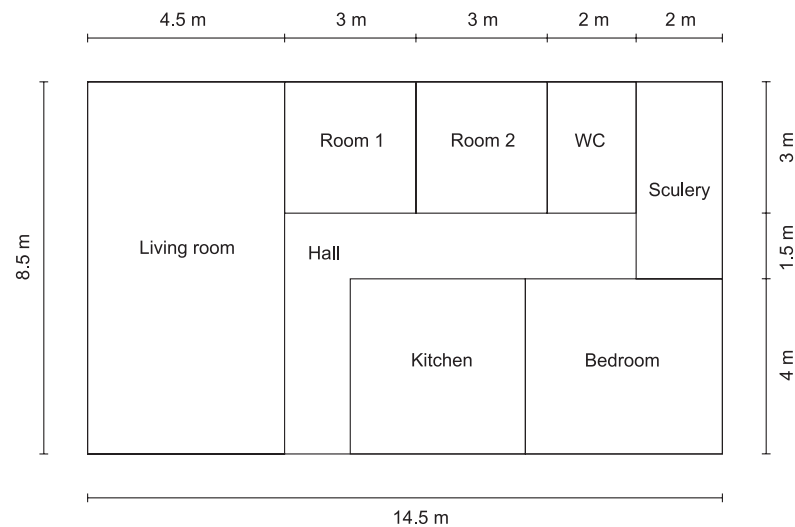 4.5 m
3 m
3 m
2 m
2 m
Room 1
Room 2
WC
3 m
Sculery
Living room
Hall
1.5 m
8.5 m
Kitchen
Bedroom
4 m
14.5 m